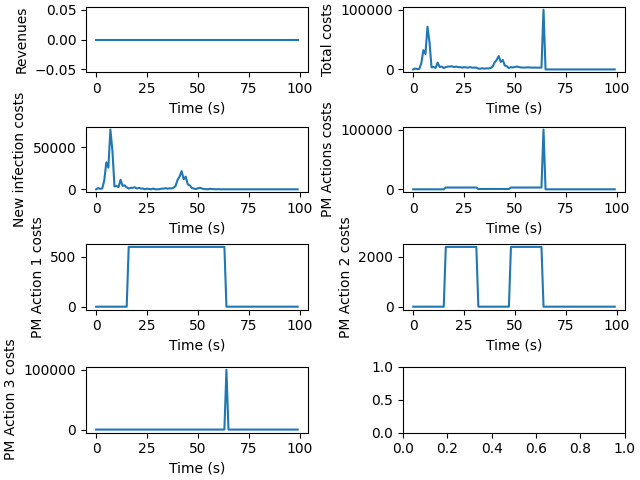 Revenues
0.05
0.00
−0.05
0 25 50 75 100
Time (s)
Total costs
100000
0
0 25 50 75 100
Time (s)
New infection costs
50000
0
0 25 50 75 100
Time (s)
PM Actions costs
100000
0
0 25 50 75 100
Time (s)
PM Action 1 costs
500
0
0 25 50 75 100
Time (s)
PM Action 2 costs
2000
0
0 25 50 75 100
Time (s)
PM Action 3 costs
100000
0
0 25 50 75 100
Time (s)
1.0
0.5
0.0
0.0 0.2 0.4 0.6 0.8 1.0